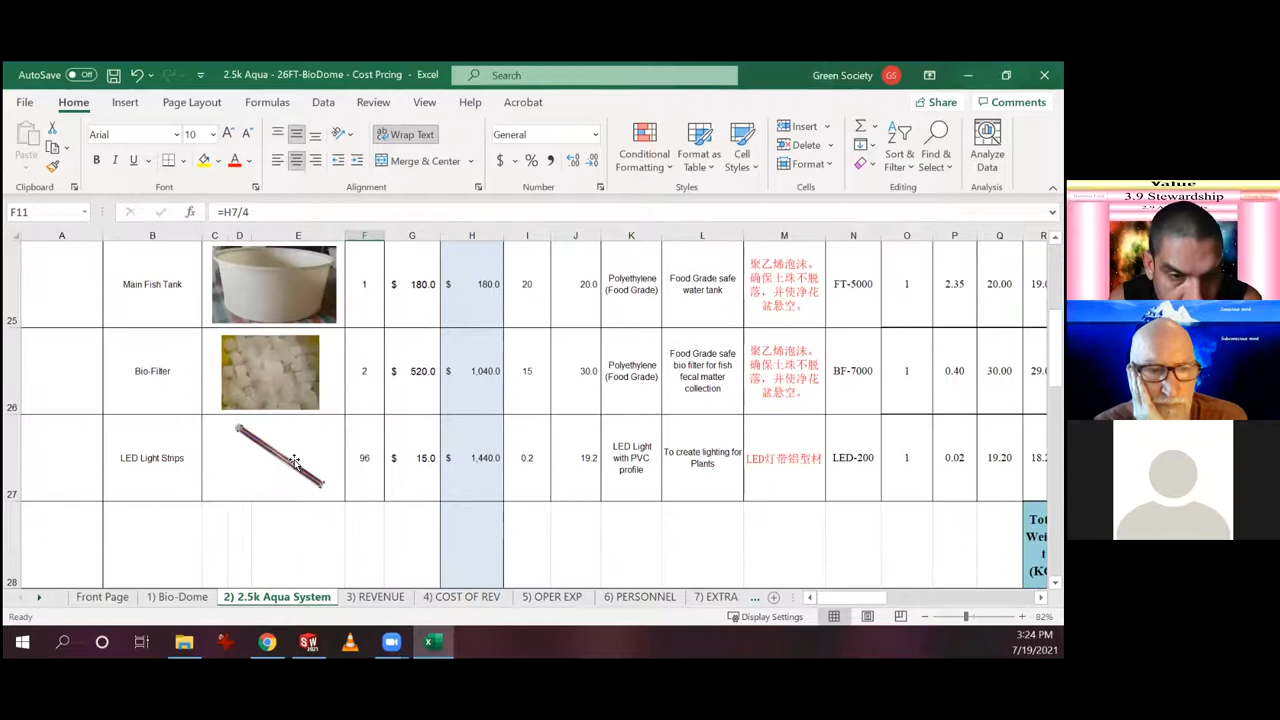 AutoSave Off 2.5k Aqua - 26FT-BioDome - Cost Prcing - Excel Search Green Society GS
File Home Insert Page Layout Formulas Data Review View Help Acrobat Share Comments
Arial 10 Wrap Text General Insert
Paste B I U Merge & Center $ % Conditional Formatting Format as Table Cell Styles Delete Format Sort & Filter Find & Select Analyze Data
Clipboard Font Alignment Number Styles Cells Editing Analysis
F11 =H7/4
A B C D E F G H I J K L M N O P Q R
25 Main Fish Tank 1 $ 180.0 $ 180.0 20 20.0 Polyethylene (Food Grade) Food Grade safe water tank 聚乙烯泡沫。确保土珠不脱落，并使净花盆悬空。 FT-5000 1 2.35 20.00 19.0
26 Bio-Filter 2 $ 520.0 $ 1,040.0 15 30.0 Polyethylene (Food Grade) Food Grade safe bio filter for fish fecal matter collection 聚乙烯泡沫。确保土珠不脱落，并使净花盆悬空。 BF-7000 1 0.40 30.00 29.0
27 LED Light Strips 96 $ 15.0 $ 1,440.0 0.2 19.2 LED Light with PVC profile To create lighting for Plants LED灯带铝型材 LED-200 1 0.02 19.20 18.2
28 Tot Wei t (K
Front Page 1) Bio-Dome 2) 2.5k Aqua System 3) REVENUE 4) COST OF REV 5) OPER EXP 6) PERSONNEL 7) EXTRA ...
Ready Display Settings 82%
SW 2021
3:24 PM
7/19/2021
Value
3.9 Stewardship
Conscious mind
Subconscious mind